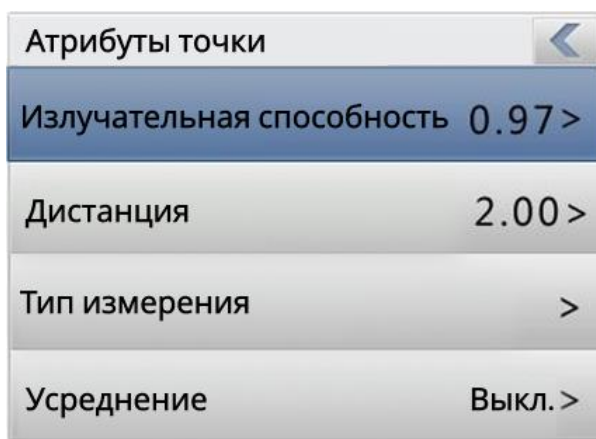 Атрибуты точки
Излучательная способность 0.97>
Дистанция 2.00>
Тип измерения >
Усреднение Выкл.>